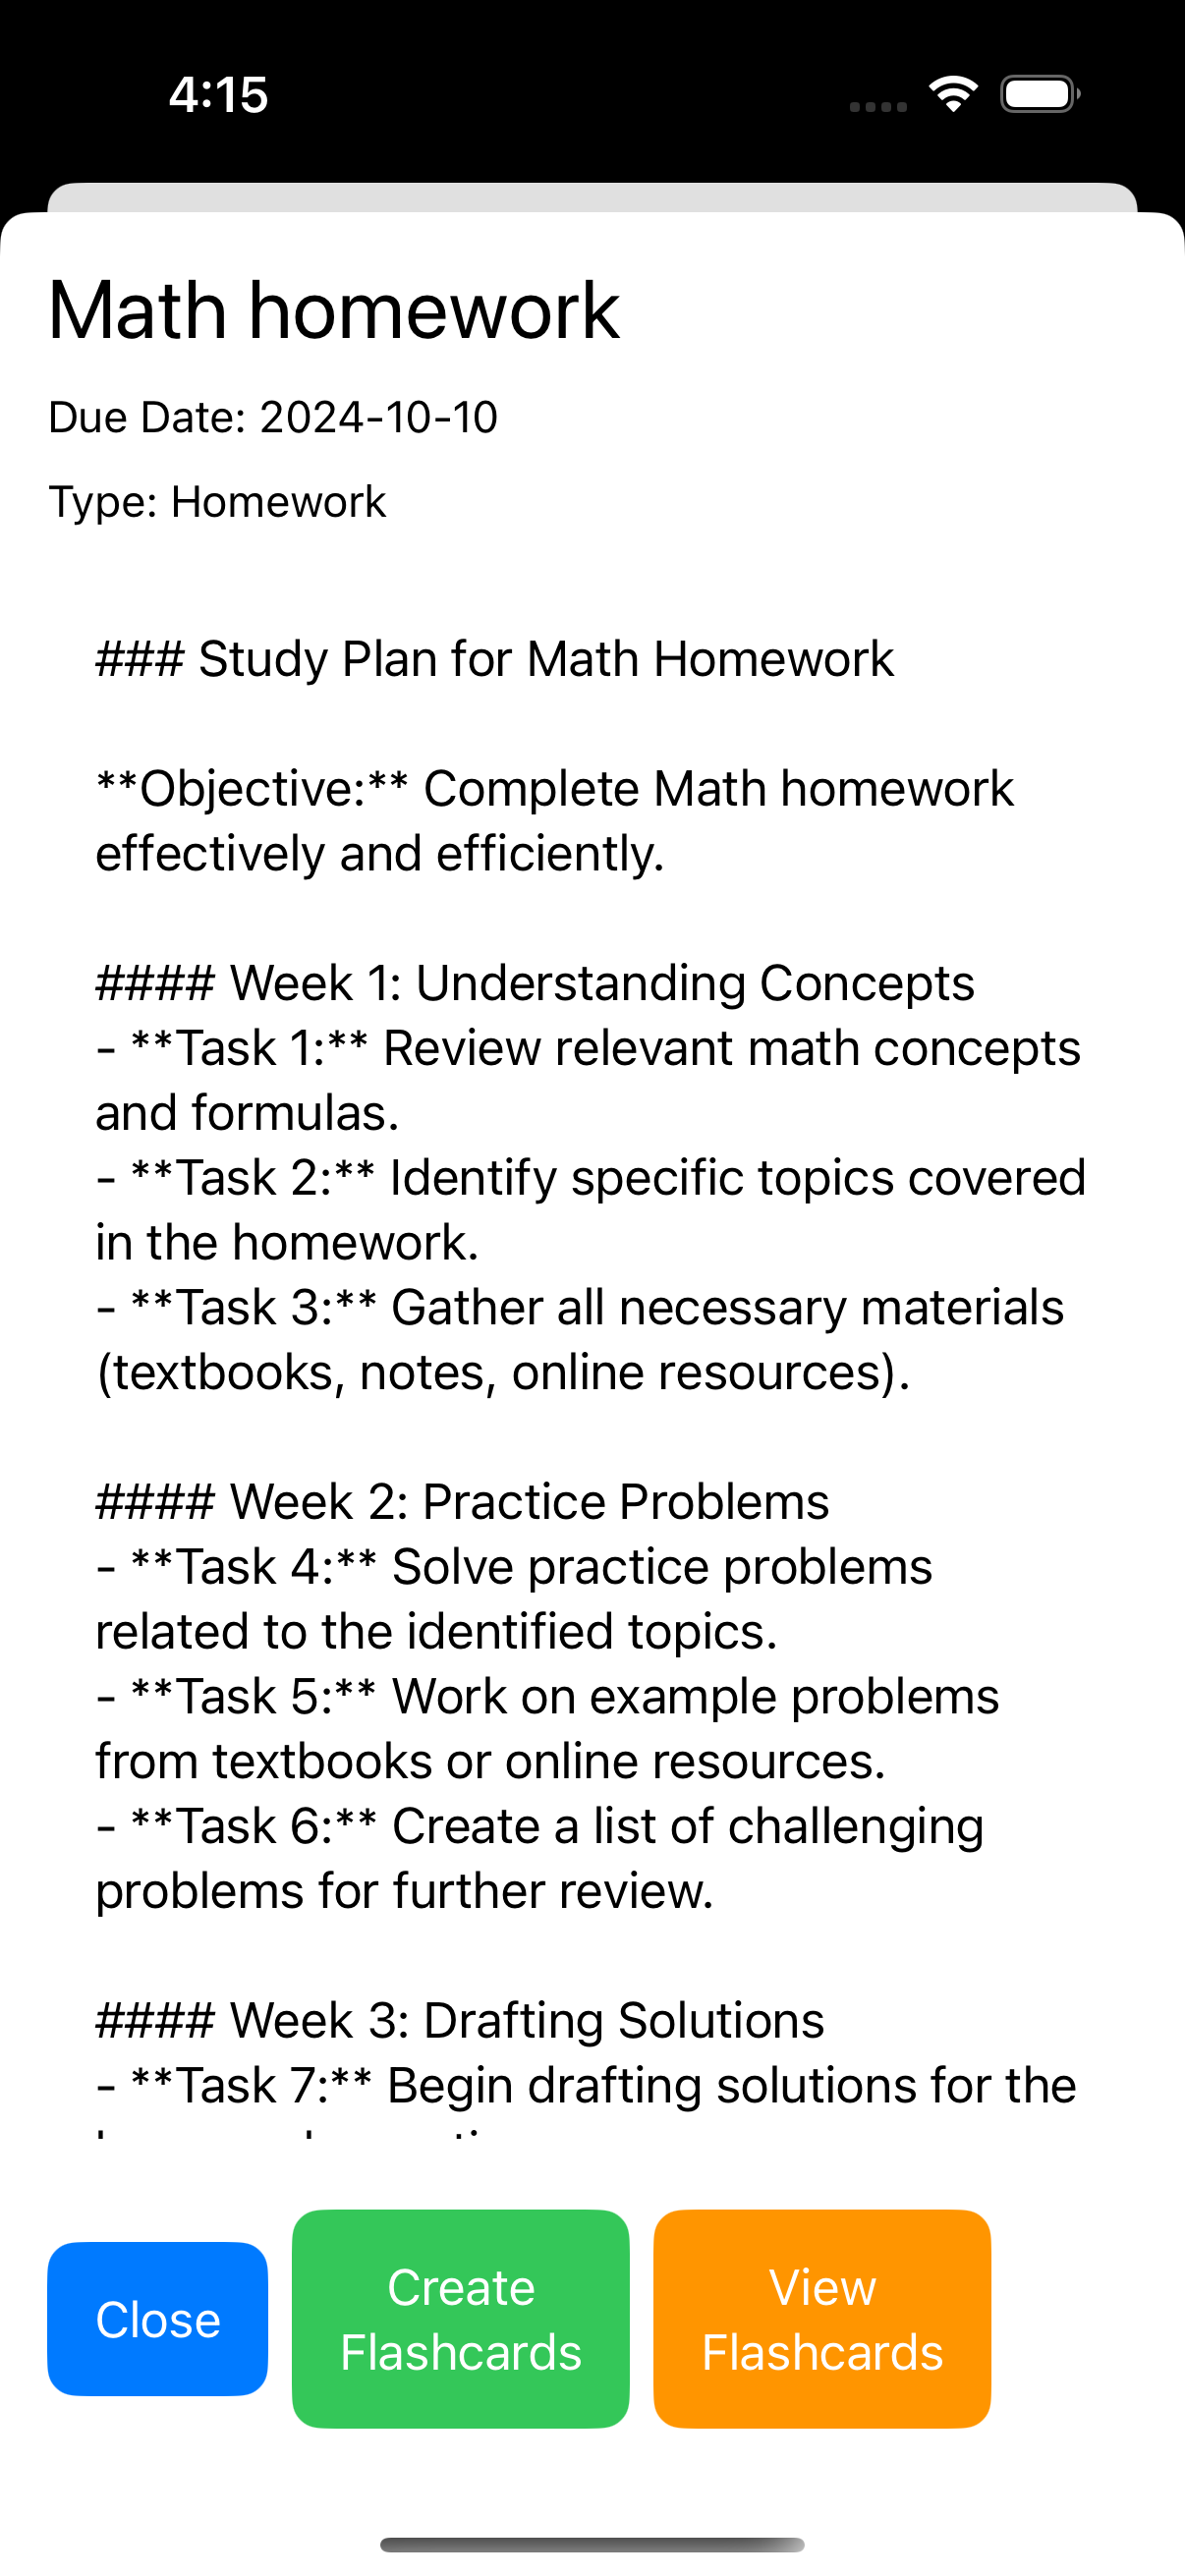 4:15
Math homework
Due Date: 2024-10-10
Type: Homework
### Study Plan for Math Homework
**Objective:** Complete Math homework
effectively and efficiently.
#### Week 1: Understanding Concepts
- **Task 1:** Review relevant math concepts
and formulas.
- **Task 2:** Identify specific topics covered
in the homework.
- **Task 3:** Gather all necessary materials
(textbooks, notes, online resources).
#### Week 2: Practice Problems
- **Task 4:** Solve practice problems
related to the identified topics.
- **Task 5:** Work on example problems
from textbooks or online resources.
- **Task 6:** Create a list of challenging
problems for further review.
#### Week 3: Drafting Solutions
- **Task 7:** Begin drafting solutions for the
Close
Create
Flashcards
View
Flashcards